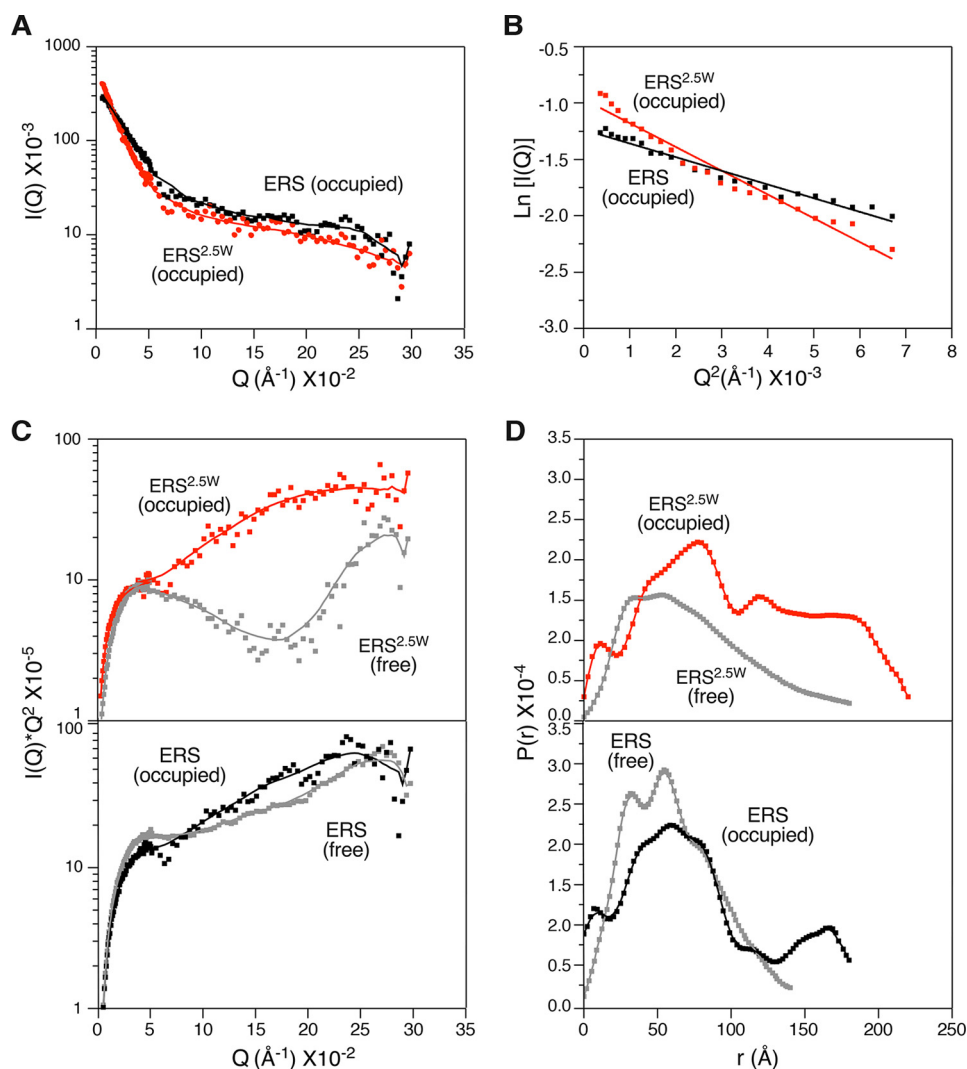 A
1000
100
10
1
I(Q) X10⁻³
ERS (occupied)
ERS²·⁵ᵂ
(occupied)
0
5
10
15
20
25
30
35
Q (Å⁻¹) X10⁻²
B
-0.5
-1.0
-1.5
-2.0
-2.5
-3.0
Ln [I(Q)]
ERS²·⁵ᵂ
(occupied)
ERS
(occupied)
0
1
2
3
4
5
6
7
8
Q²(Å⁻¹) X10⁻³
C
100
10
1
ERS²·⁵ᵂ
(occupied)
ERS²·⁵ᵂ
(free)
I(Q)*Q² X10⁻⁵
100
10
1
ERS
(occupied)
ERS
(free)
0
5
10
15
20
25
30
35
Q (Å⁻¹) X10⁻²
D
3.5
3.0
2.5
2.0
1.5
2.0
0.5
0.0
ERS²·⁵ᵂ
(occupied)
ERS²·⁵ᵂ
(free)
P(r) X10⁻⁴
3.5
3.0
2.5
2.0
1.5
2.0
0.5
0.0
ERS
(free)
ERS
(occupied)
0
50
100
150
200
250
r (Å)